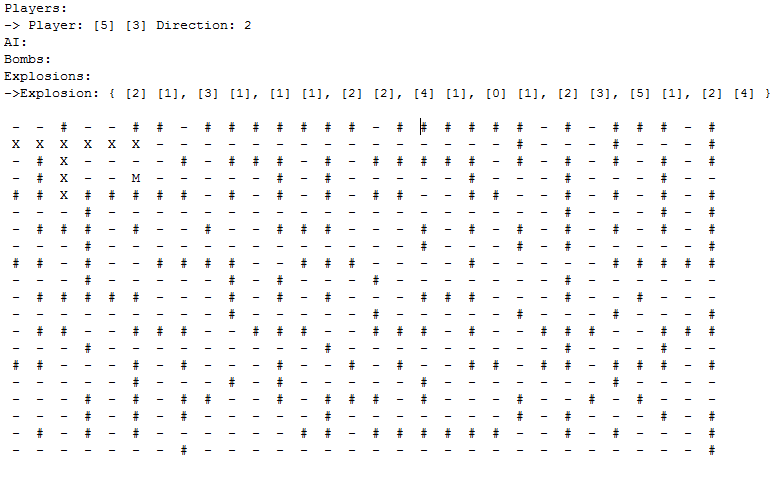 Players:
-> Player: [5] [3] Direction: 2
AI:
Bombs:
Explosions:
->Explosion: { [2] [1], [3] [1], [1] [1], [2] [2], [4] [1], [0] [1], [2] [3], [5] [1], [2] [4] }
- - # - - # # - # # # # # # # - # # # # # # - # - # # # - #
X X X X X X - - - - - - - - - - - - - - - # - - - # - - - #
- # X - - - - # - # # # - # - # # # # # - # - # - # - # - #
- # X - - M - - - - - # - # - - - - - # - - - # - - - # - -
# # X # # # # # - # - # - # - # # - - # # - - # - # - # - #
- - - # - - - - - - - - - - - - - - - - - - - # - - - # - #
- # # # - # - - # - - # # # - - - # - # - # - # - # - # - #
- - - # - - - - - - - - - - - - - # - - - # - # - - - - - #
# # - # - - # # # # - - # # # - - - - # - - - - - # # # # #
- - - # - - - - - # - # - - - # - - - - - - - # - - - - - -
- # # # # # - - - # - # - # - - - # # # - - - # - - # - - -
- - - - - - - - - # - - - - - # - - - - - # - - - # - - - #
- # # - - # # # - - # # # - - # # # - # - - # # # - - # # #
- - - # - - - - - - - - - # - - - - - - - - - # - - - # - -
# # - - - # - # - - - # - - # - # - - # # - # # - # # # - #
- - - - - # - - - # - # - - - - - # - - - - - - - # - - - -
- - - # - # - # # - - # - # # # - # - - - # - - # - # - - -
- - - # - # - # - - - - - # - - - - - - - # - # - - - # - #
- # - # - # - - - - - - # # - # # # # # # - - # - # - - - #
- - - - - - - # - - - - - - - - - - - - - - - - - - - - - #